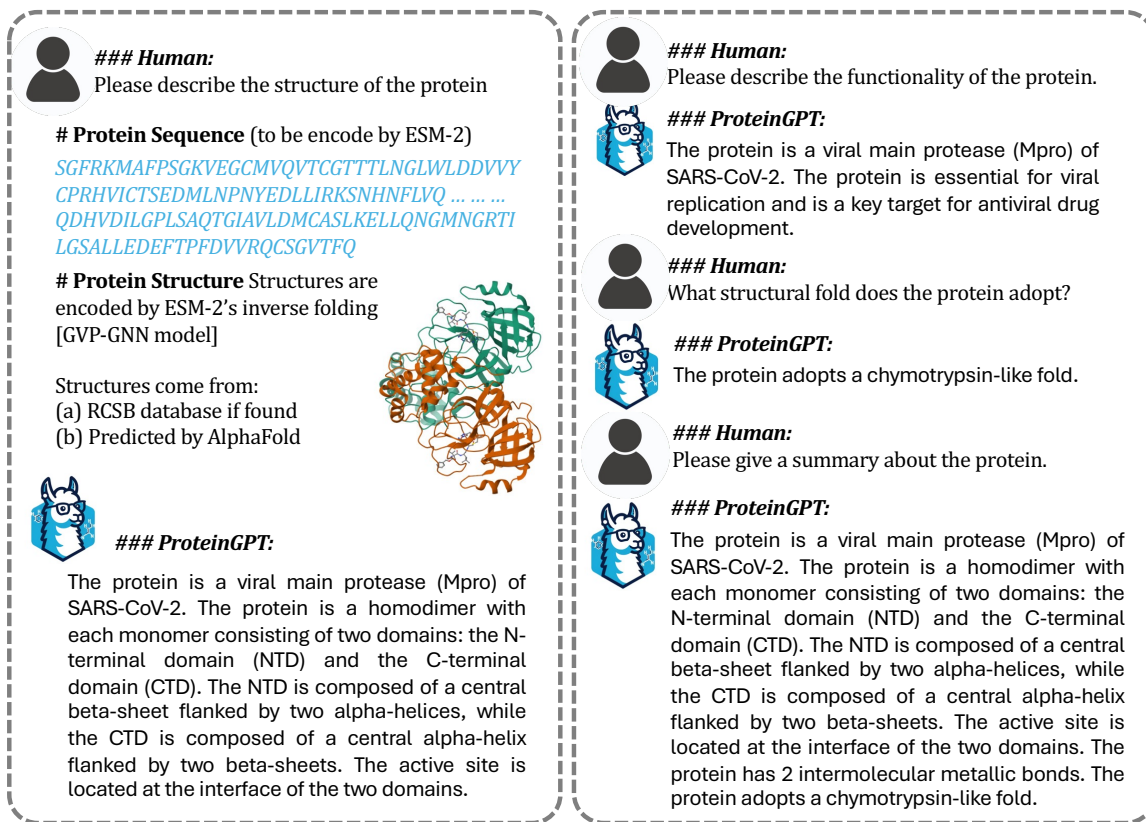 ### Human:
Please describe the structure of the protein
# Protein Sequence (to be encode by ESM-2)
SGFRKMAFPSGKVEGCMVQVTCGTTTLNGLWLDDVVY
CPRHVICTSEDMLNPNYEDLLIRKSNHNFLVQ ... ... ...
QDHVDILGPLSAQTGIAVLDMCASLKELLQNGMNGRTI
LGSALLEDEFTPFDVVRQCSGVTFQ
# Protein Structure Structures are
encoded by ESM-2's inverse folding
[GVP-GNN model]
Structures come from:
(a) RCSB database if found
(b) Predicted by AlphaFold
### ProteinGPT:
The protein is a viral main protease (Mpro) of
SARS-CoV-2. The protein is a homodimer with
each monomer consisting of two domains: the N-
terminal domain (NTD) and the C-terminal
domain (CTD). The NTD is composed of a central
beta-sheet flanked by two alpha-helices, while
the CTD is composed of a central alpha-helix
flanked by two beta-sheets. The active site is
located at the interface of the two domains.
### Human:
Please describe the functionality of the protein.
### ProteinGPT:
The protein is a viral main protease (Mpro) of
SARS-CoV-2. The protein is essential for viral
replication and is a key target for antiviral drug
development.
### Human:
What structural fold does the protein adopt?
### ProteinGPT:
The protein adopts a chymotrypsin-like fold.
### Human:
Please give a summary about the protein.
### ProteinGPT:
The protein is a viral main protease (Mpro) of
SARS-CoV-2. The protein is a homodimer with
each monomer consisting of two domains: the
N-terminal domain (NTD) and the C-terminal
domain (CTD). The NTD is composed of a central
beta-sheet flanked by two alpha-helices, while
the CTD is composed of a central alpha-helix
flanked by two beta-sheets. The active site is
located at the interface of the two domains. The
protein has 2 intermolecular metallic bonds. The
protein adopts a chymotrypsin-like fold.